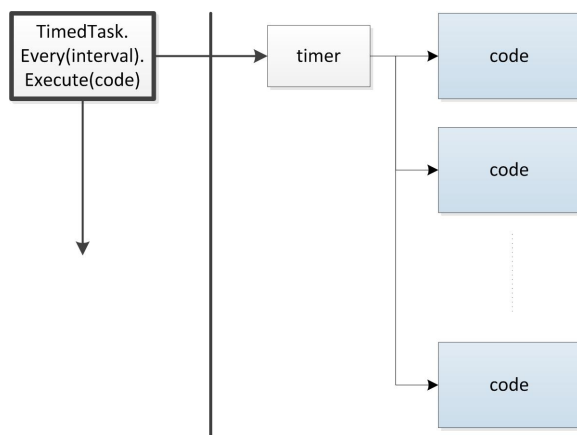 TimedTask.
Every(interval).
Execute(code)
timer
code
code
code